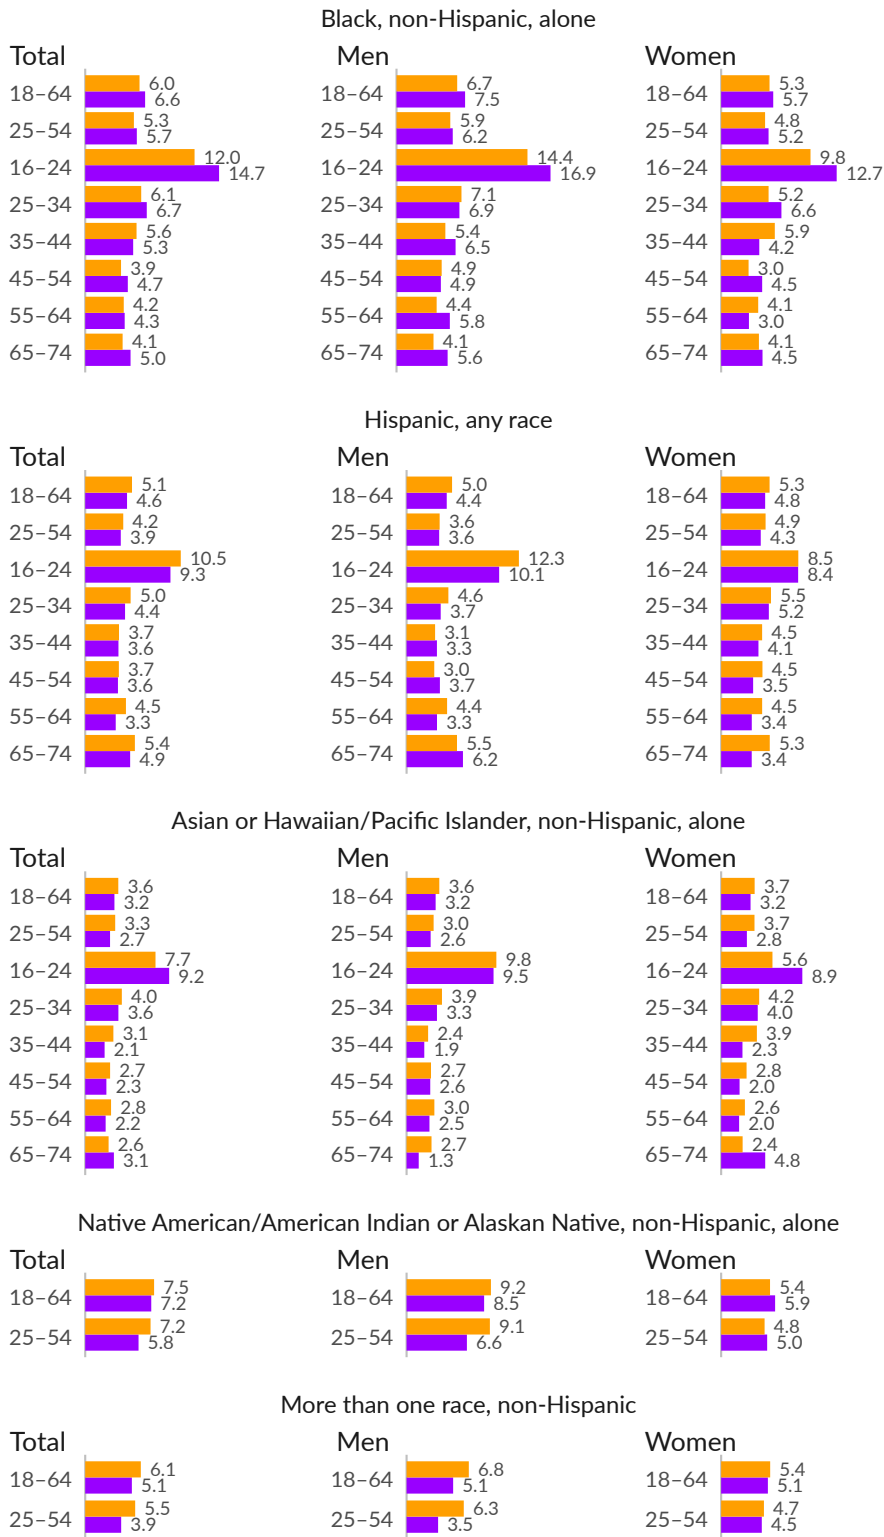 Black, non-Hispanic, alone
Total Men Women
18–64 6.0 6.6 18–64 6.7 7.5 18–64 5.3 5.7
25–54 5.3 5.7 25–54 5.9 6.2 25–54 4.8 5.2
16–24 12.0 14.7 16–24 14.4 16.9 16–24 9.8 12.7
25–34 6.1 6.7 25–34 7.1 6.9 25–34 5.2 6.6
35–44 5.6 5.3 35–44 5.4 6.5 35–44 5.9 4.2
45–54 3.9 4.7 45–54 4.9 4.9 45–54 3.0 4.5
55–64 4.2 4.3 55–64 4.4 5.8 55–64 4.1 3.0
65–74 4.1 5.0 65–74 4.1 5.6 65–74 4.1 4.5
Hispanic, any race
Total Men Women
18–64 5.1 4.6 18–64 5.0 4.4 18–64 5.3 4.8
25–54 4.2 3.9 25–54 3.6 3.6 25–54 4.9 4.3
16–24 10.5 9.3 16–24 12.3 10.1 16–24 8.5 8.4
25–34 5.0 4.4 25–34 4.6 3.7 25–34 5.5 5.2
35–44 3.7 3.6 35–44 3.1 3.3 35–44 4.5 4.1
45–54 3.7 3.6 45–54 3.0 3.7 45–54 4.5 3.5
55–64 4.5 3.3 55–64 4.4 3.3 55–64 4.5 3.4
65–74 5.4 4.9 65–74 5.5 6.2 65–74 5.3 3.4
Asian or Hawaiian/Pacific Islander, non-Hispanic, alone
Total Men Women
18–64 3.6 3.2 18–64 3.6 3.2 18–64 3.7 3.2
25–54 3.3 2.7 25–54 3.0 2.6 25–54 3.7 2.8
16–24 7.7 9.2 16–24 9.8 9.5 16–24 5.6 8.9
25–34 4.0 3.6 25–34 3.9 3.3 25–34 4.2 4.0
35–44 3.1 2.1 35–44 2.4 1.9 35–44 3.9 2.3
45–54 2.7 2.3 45–54 2.7 2.6 45–54 2.8 2.0
55–64 2.8 2.2 55–64 3.0 2.5 55–64 2.6 2.0
65–74 2.6 3.1 65–74 2.7 1.3 65–74 2.4 4.8
Native American/American Indian or Alaskan Native, non-Hispanic, alone
Total Men Women
18–64 7.5 7.2 18–64 9.2 8.5 18–64 5.4 5.9
25–54 7.2 5.8 25–54 9.1 6.6 25–54 4.8 5.0
More than one race, non-Hispanic
Total Men Women
18–64 6.1 5.1 18–64 6.8 5.1 18–64 5.4 5.1
25–54 5.5 3.9 25–54 6.3 3.5 25–54 4.7 4.5